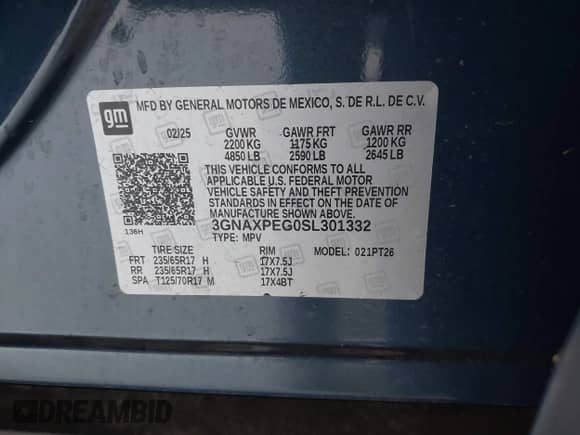 gm
MFD BY GENERAL MOTORS DE MEXICO, S. DE R.L. DE C.V.
02/25 GVWR GAWR FRT GAWR RR
2200 KG 1175 KG 1200 KG
4850 LB 2590 LB 2645 LB
THIS VEHICLE CONFORMS TO ALL
APPLICABLE U.S. FEDERAL MOTOR
VEHICLE SAFETY AND THEFT PREVENTION
STANDARDS IN EFFECT ON THE DATE OF
MANUFACTURE SHOWN ABOVE.
136H 3GNAXPEG0SL301332
TYPE: MPV
TIRE SIZE RIM MODEL: 021PT26
FRT 235/65R17 H 17X7.5J
RR 235/65R17 H 17X7.5J
SPA T125/70R17 M 17X4BT
DREAMBID